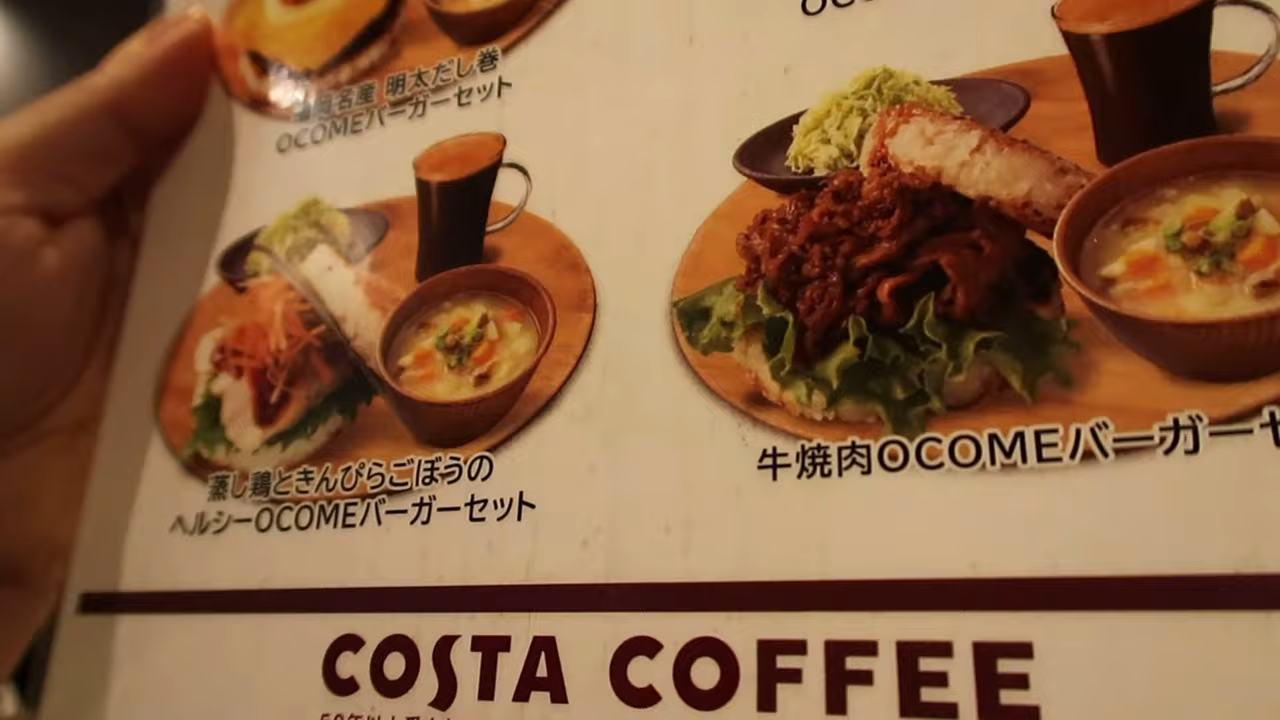 名産 明太だし巻
OCOMEバーガーセット
蒸し鶏ときんぴらごぼうの
ヘルシーOCOMEバーガーセット
牛焼肉OCOMEバーガーセ
COSTA COFFEE